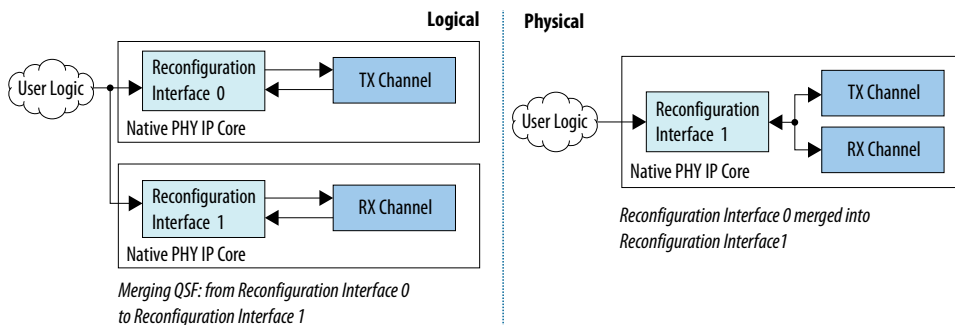 Logical
User Logic
Reconfiguration
Interface 0
TX Channel
Native PHY IP Core
Reconfiguration
Interface 1
RX Channel
Native PHY IP Core
Merging QSF: from Reconfiguration Interface 0
to Reconfiguration Interface 1
Physical
User Logic
Reconfiguration
Interface 1
TX Channel
RX Channel
Native PHY IP Core
Reconfiguration Interface 0 merged into
Reconfiguration Interface1